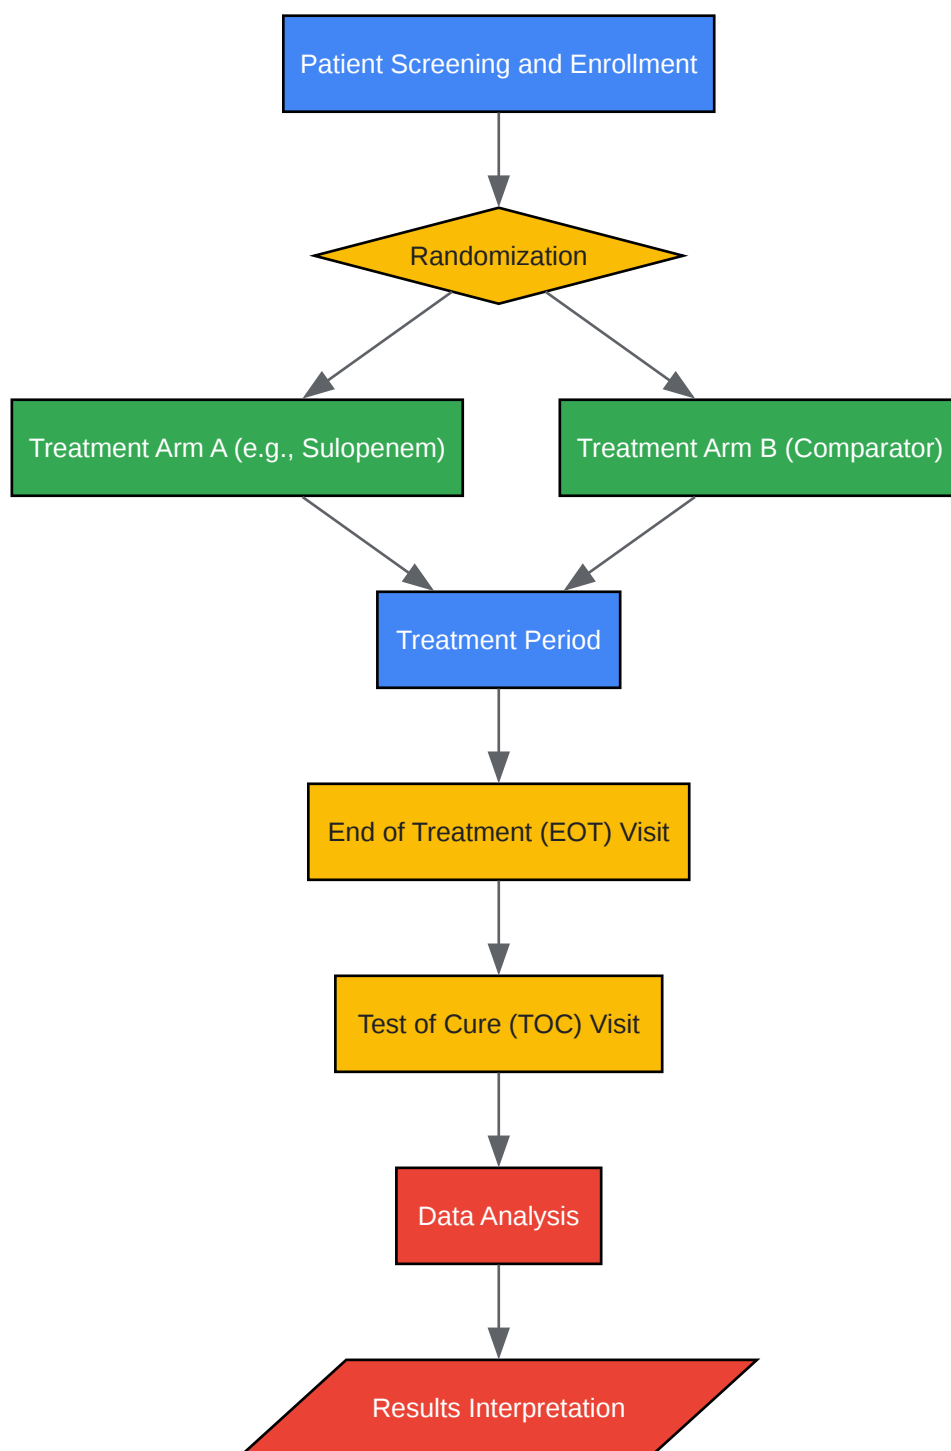 Patient Screening and Enrollment
Randomization
Treatment Arm A (e.g., Sulopenem)
Treatment Arm B (Comparator)
Treatment Period
End of Treatment (EOT) Visit
Test of Cure (TOC) Visit
Data Analysis
Results Interpretation